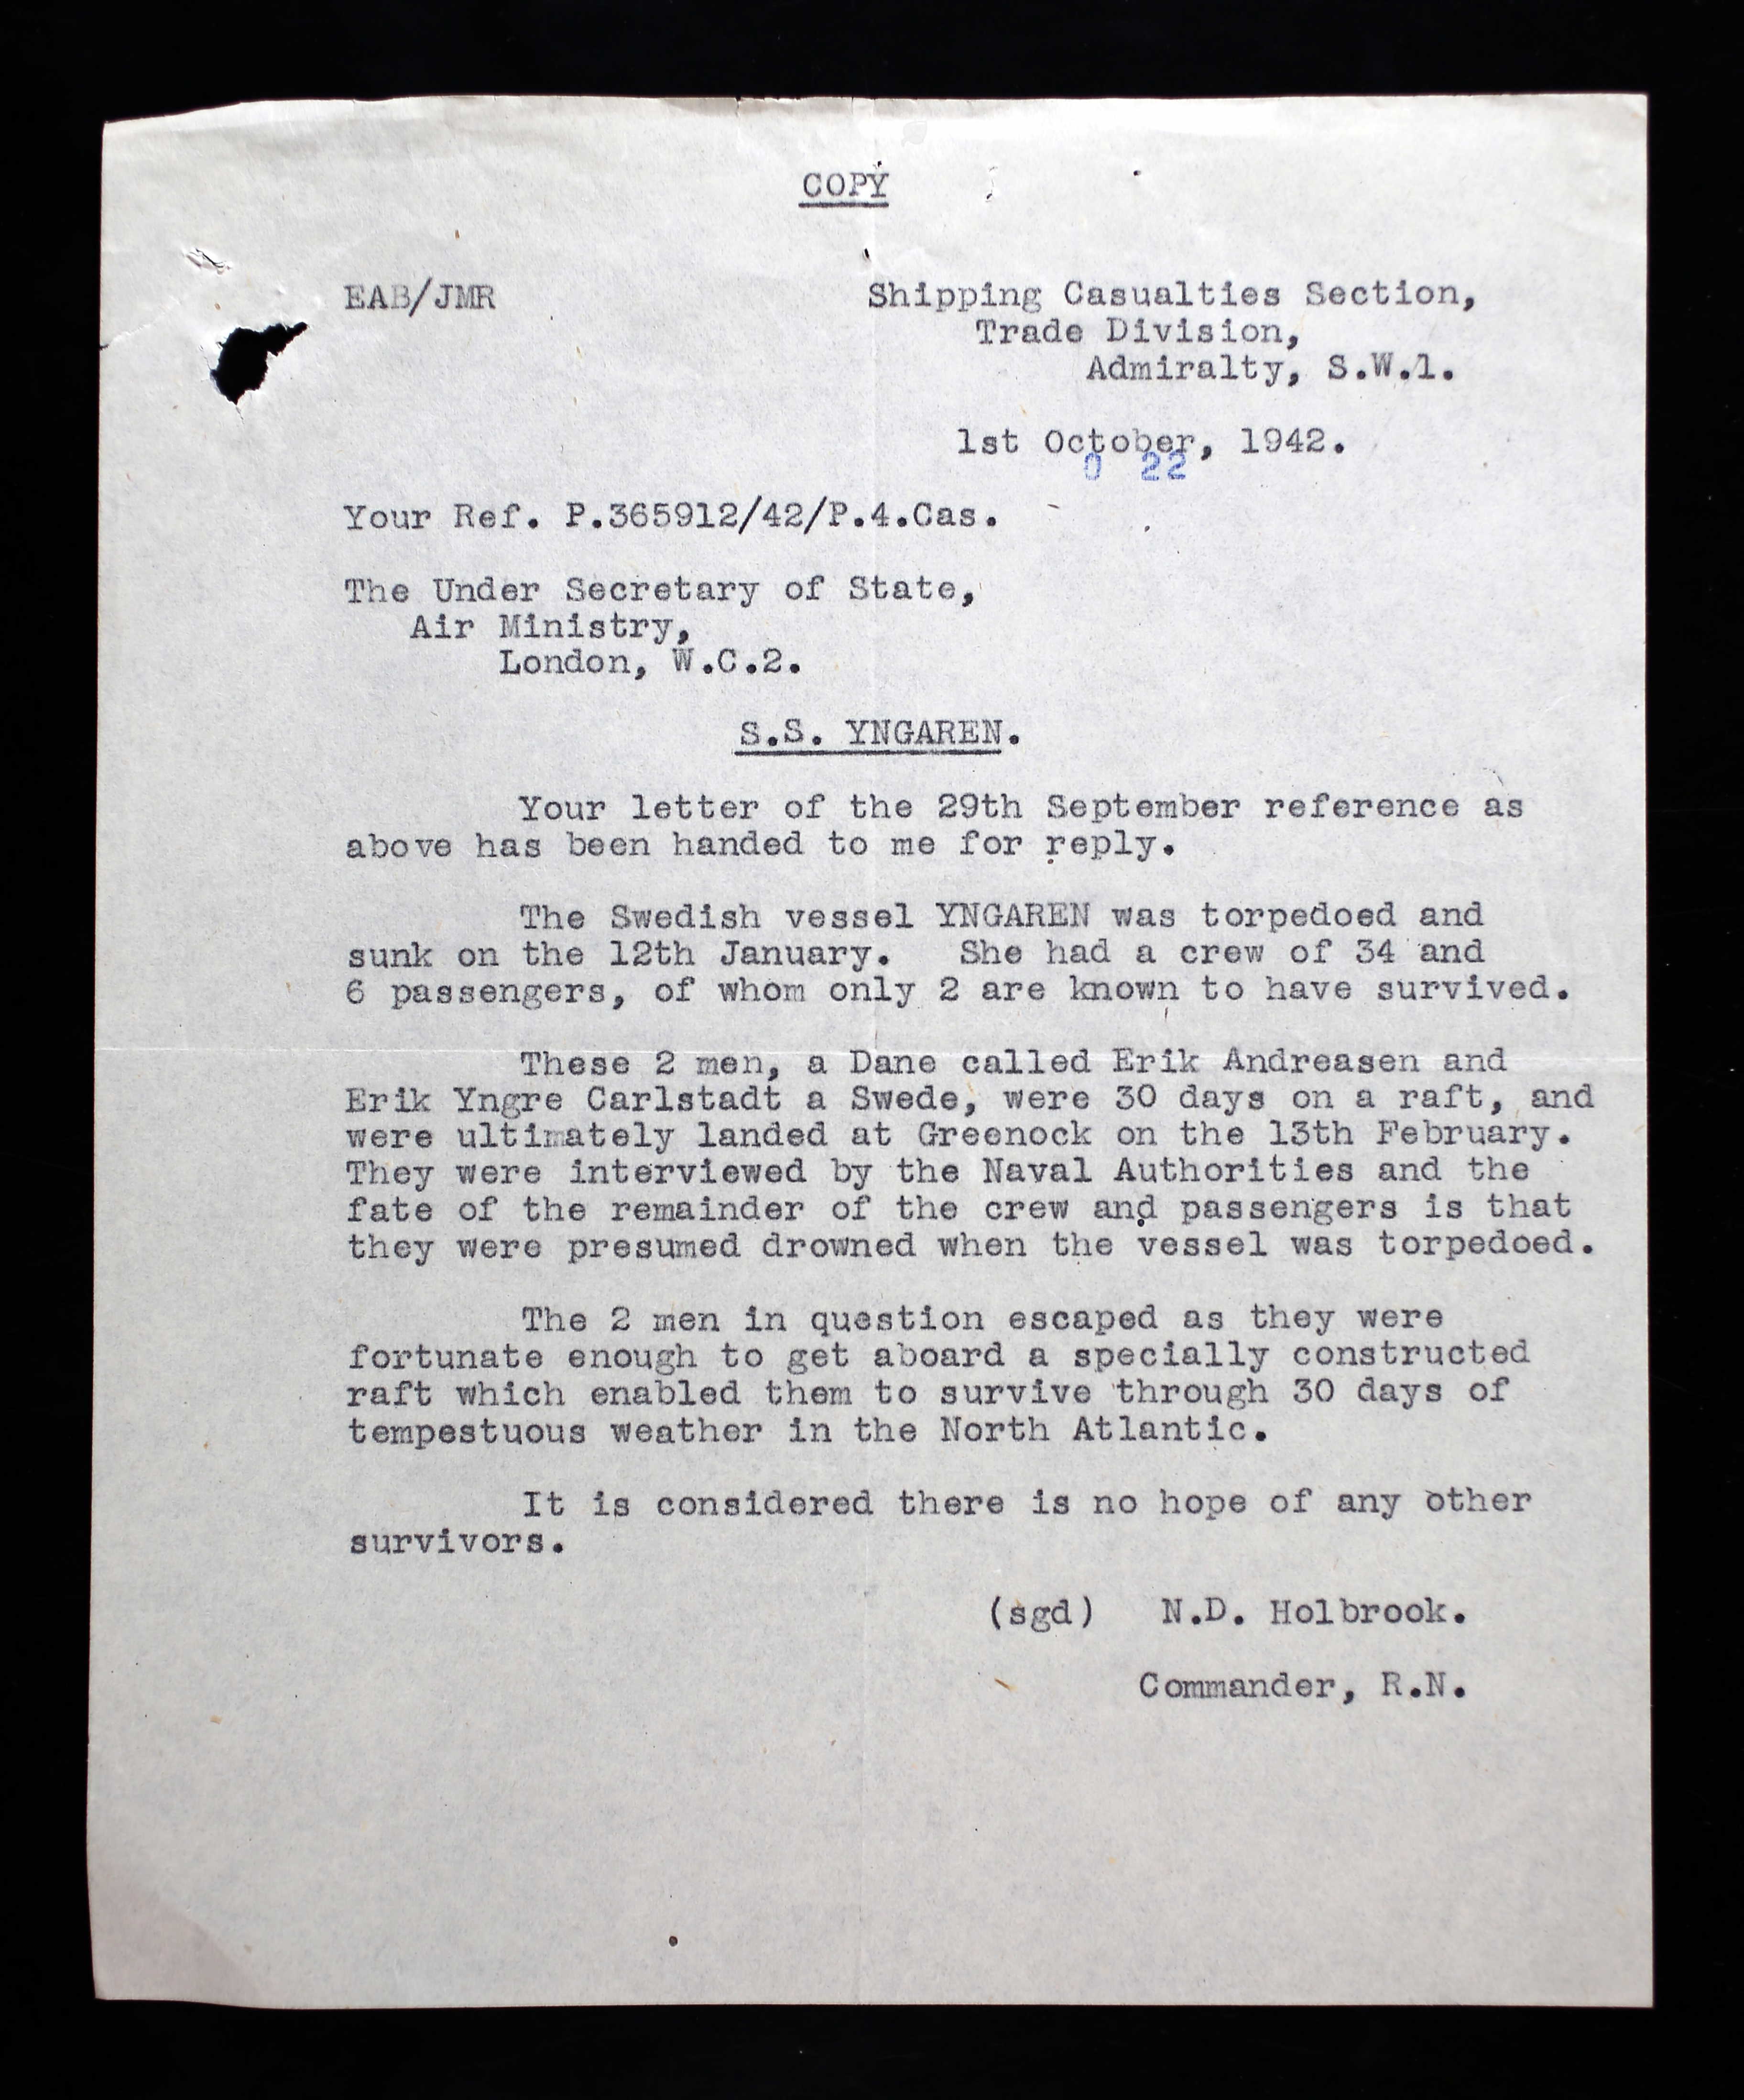 COPY
EAB/JMR
Shipping Casualties Section,
Trade Division,
Admiralty, S.W.1.
1st October, 1942.
0 22
Your Ref. P.365912/42/P.4.Cas.
The Under Secretary of State,
Air Ministry,
London, W.C.2.
S.S. YNGAREN.
Your letter of the 29th September reference as
above has been handed to me for reply.
The Swedish vessel YNGAREN was torpedoed and
sunk on the 12th January. She had a crew of 34 and
6 passengers, of whom only 2 are known to have survived.
These 2 men, a Dane called Erik Andreasen and
Erik Yngre Carlstadt a Swede, were 30 days on a raft, and
were ultimately landed at Greenock on the 13th February.
They were interviewed by the Naval Authorities and the
fate of the remainder of the crew and passengers is that
they were presumed drowned when the vessel was torpedoed.
The 2 men in question escaped as they were
fortunate enough to get aboard a specially constructed
raft which enabled them to survive through 30 days of
tempestuous weather in the North Atlantic.
It is considered there is no hope of any other
survivors.
(sgd) N.D. Holbrook.
Commander, R.N.